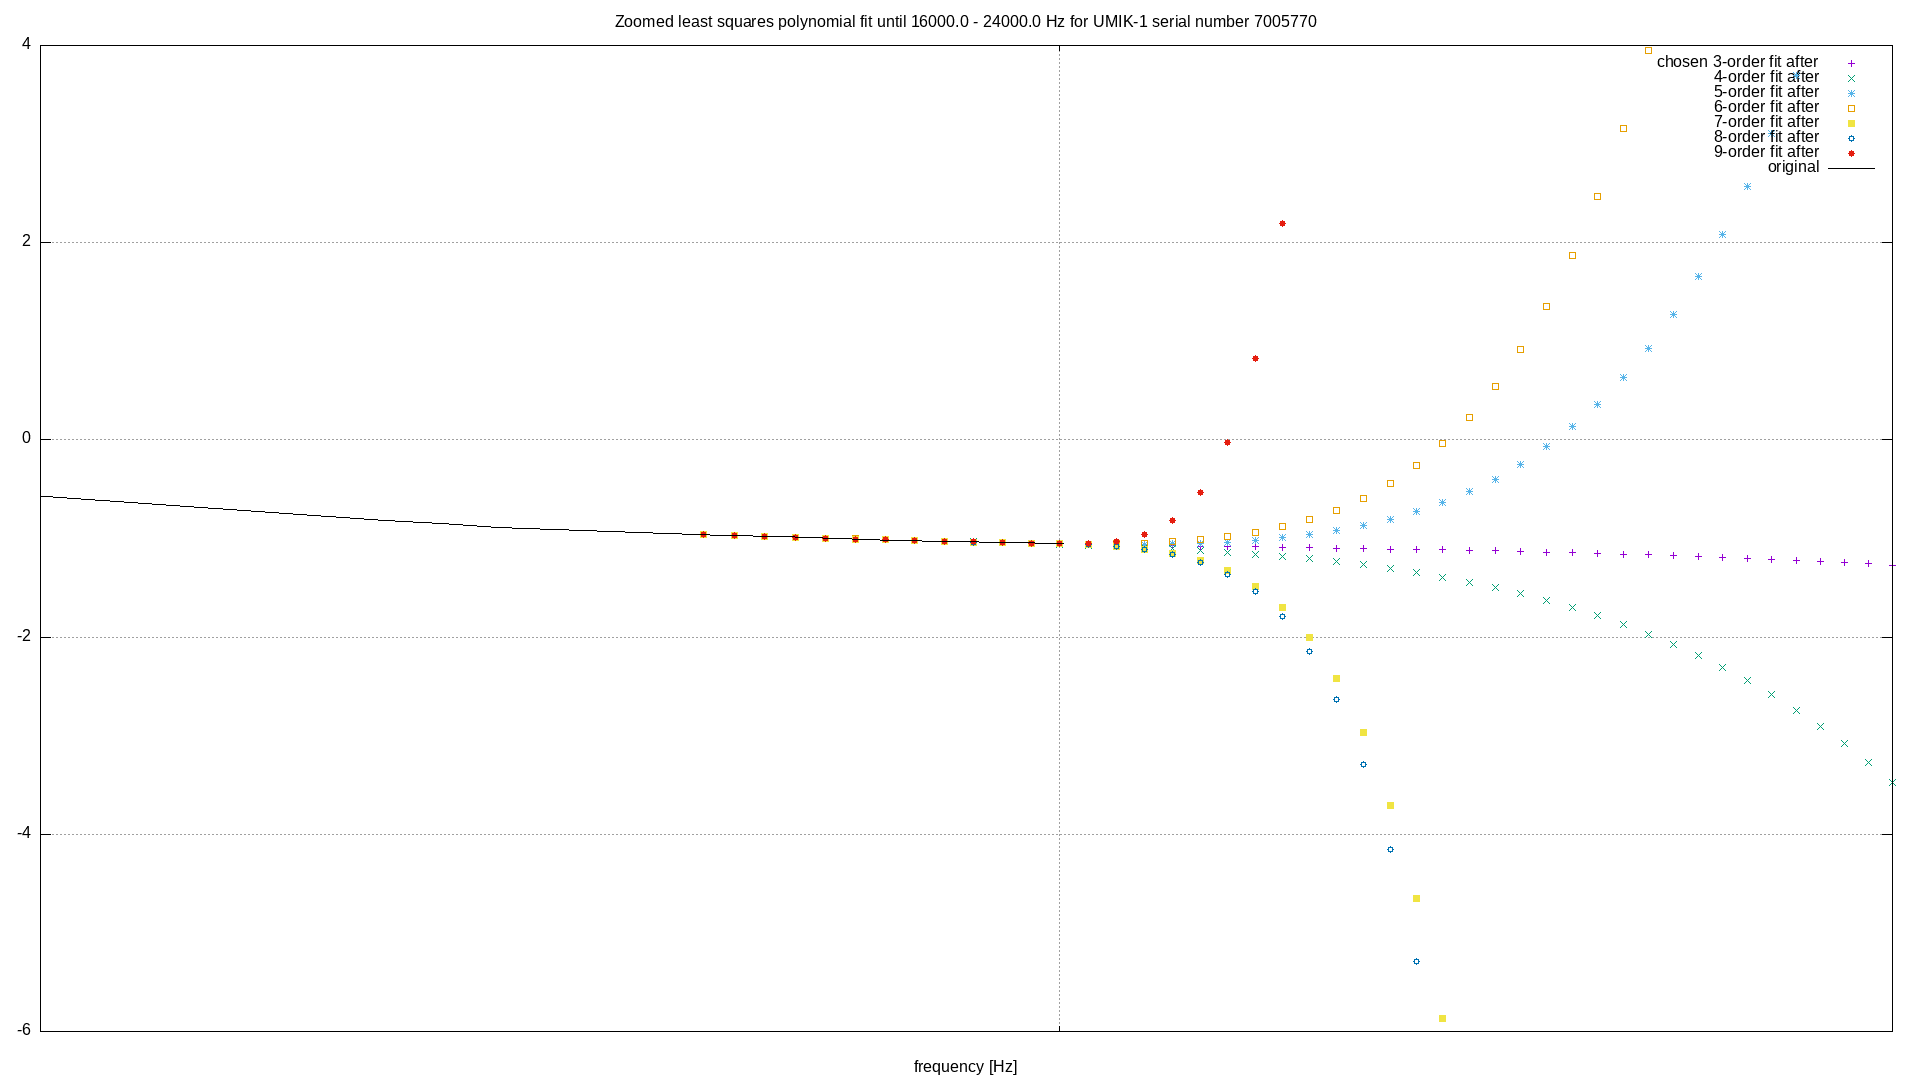 Zoomed least squares polynomial fit until 16000.0 - 24000.0 Hz for UMIK-1 serial number 7005770
4
chosen 3-order fit after
4-order fit after
5-order fit after
6-order fit after
7-order fit after
8-order fit after
9-order fit after
original
2
0
-2
-4
-6
frequency [Hz]